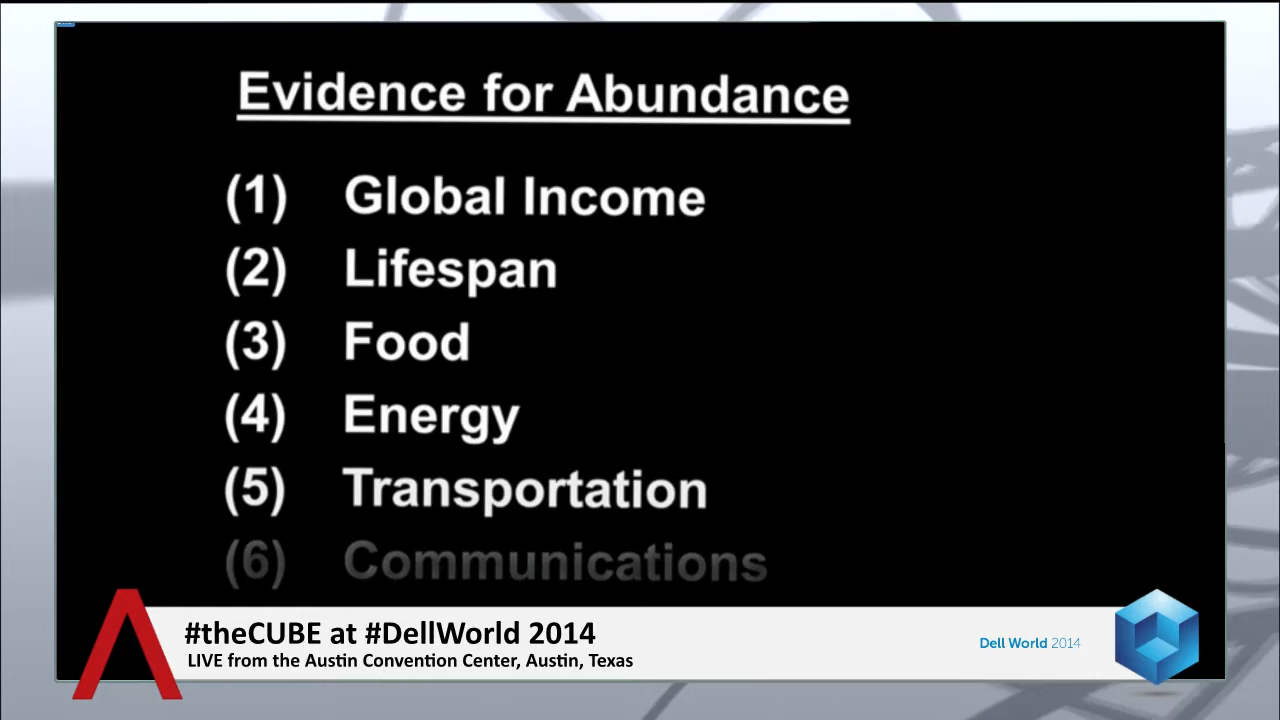 Evidence for Abundance
(1) Global Income
(2) Lifespan
(3) Food
(4) Energy
(5) Transportation
(6) Communications
#theCUBE at #DellWorld 2014
LIVE from the Austin Convention Center, Austin, Texas
Dell World 2014